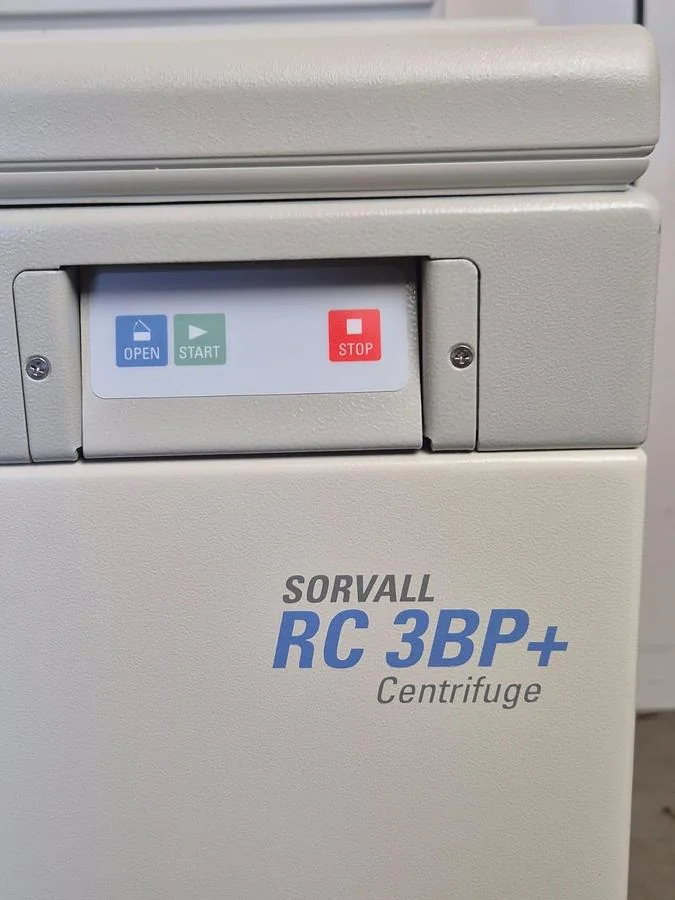 OPEN START STOP
SORVALL
RC 3BP+
Centrifuge